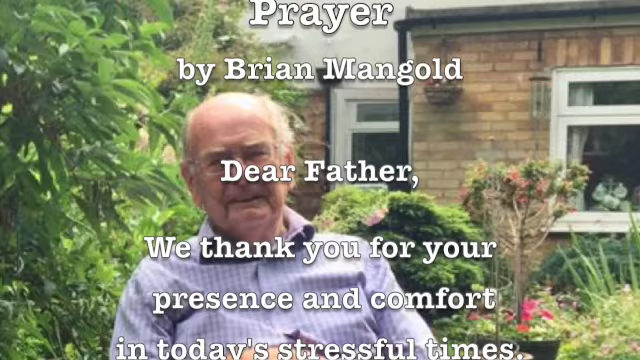 Prayer
by Brian Mangold
Dear Father,
We thank you for your
presence and comfort
in today's stressful times.